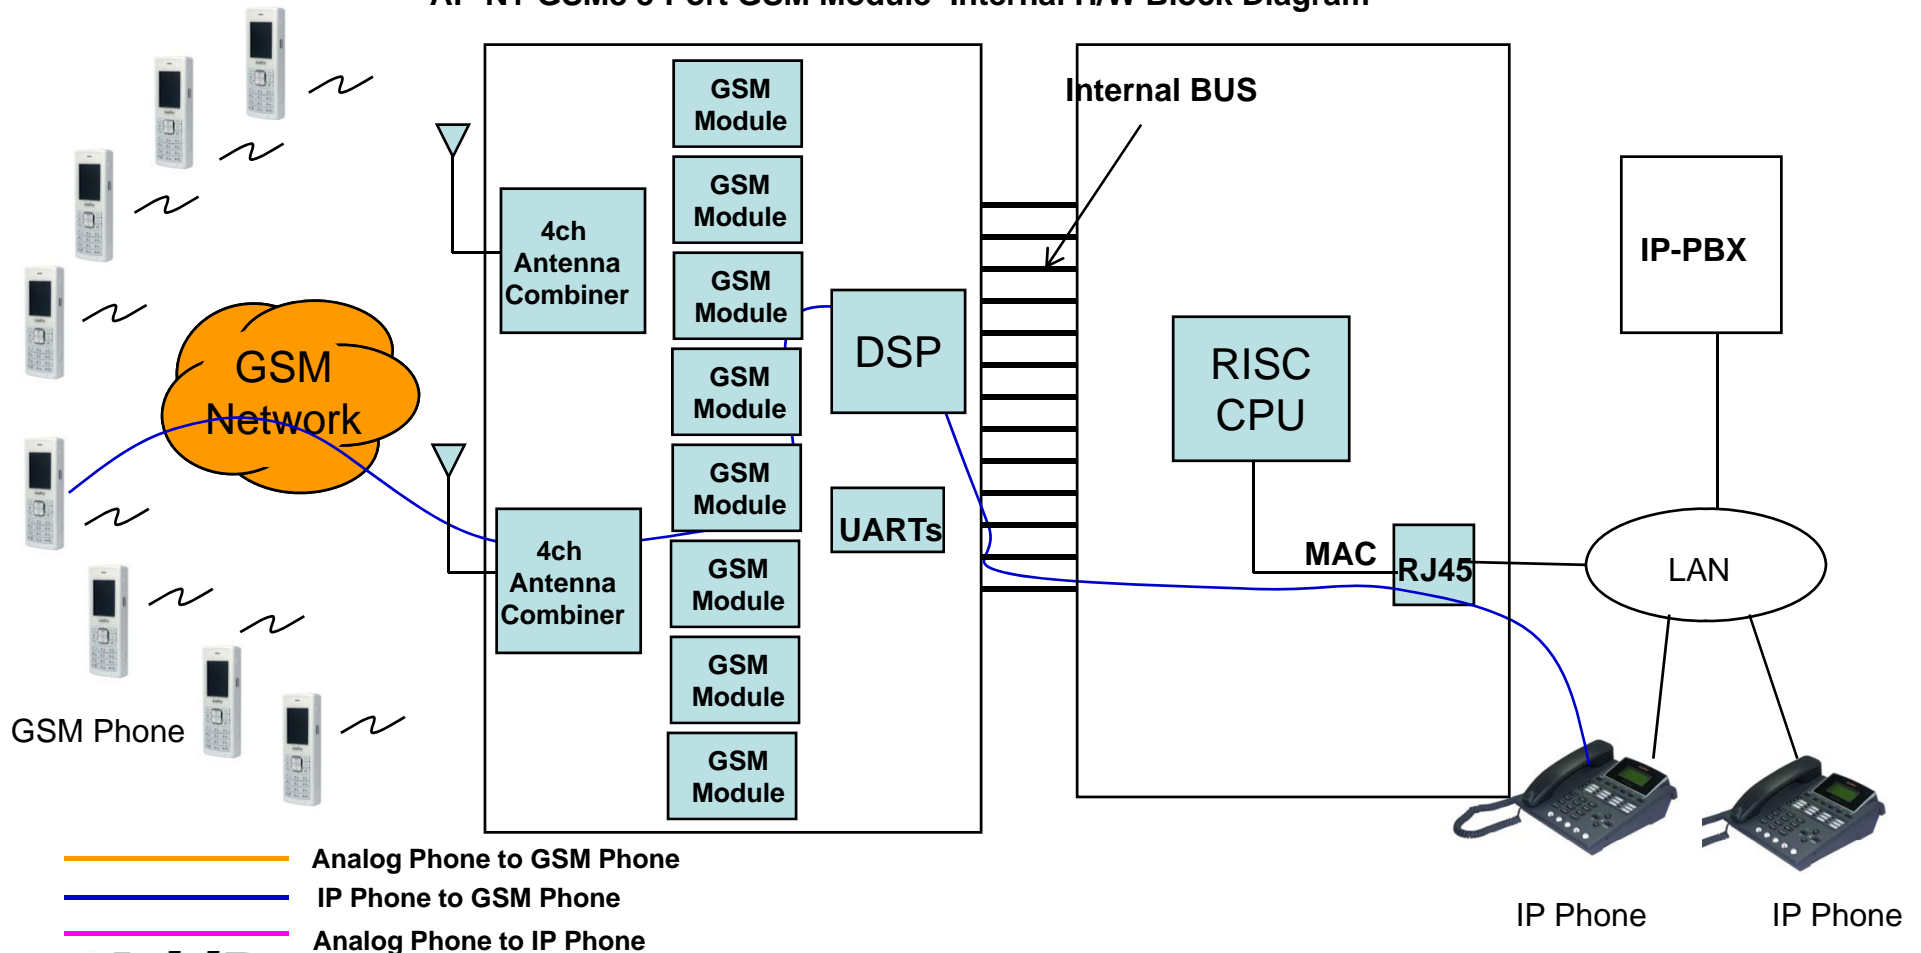 GSM
Module
GSM
Module
GSM
Module
GSM
Module
GSM
Module
GSM
Module
GSM
Module
GSM
Module
4ch
Antenna
Combiner
4ch
Antenna
Combiner
GSM
Network
GSM Phone
DSP
UARTs
Internal BUS
RISC
CPU
MAC
RJ45
IP-PBX
LAN
IP Phone
IP Phone
Analog Phone to GSM Phone
IP Phone to GSM Phone
Analog Phone to IP Phone